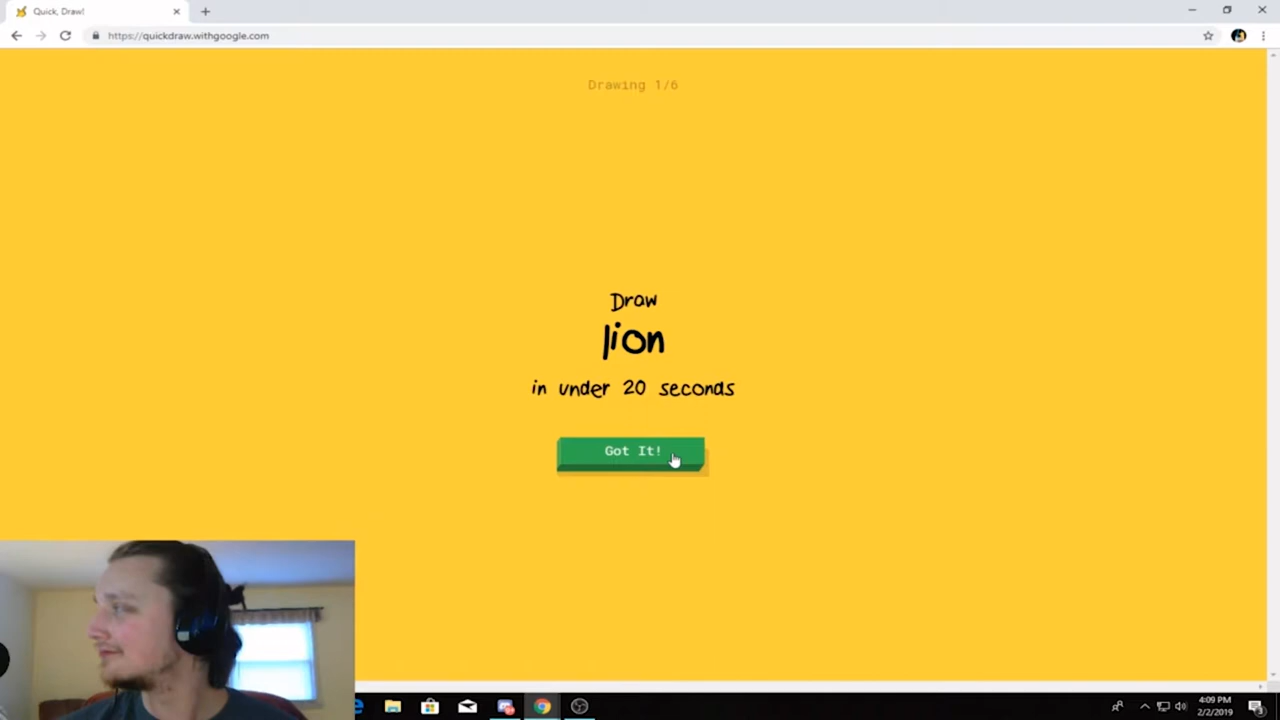 Quick, Draw!
https://quickdraw.withgoogle.com
Drawing 1/6
Draw
lion
in under 20 seconds
Got It!
4:09 PM
2/2/2019
3